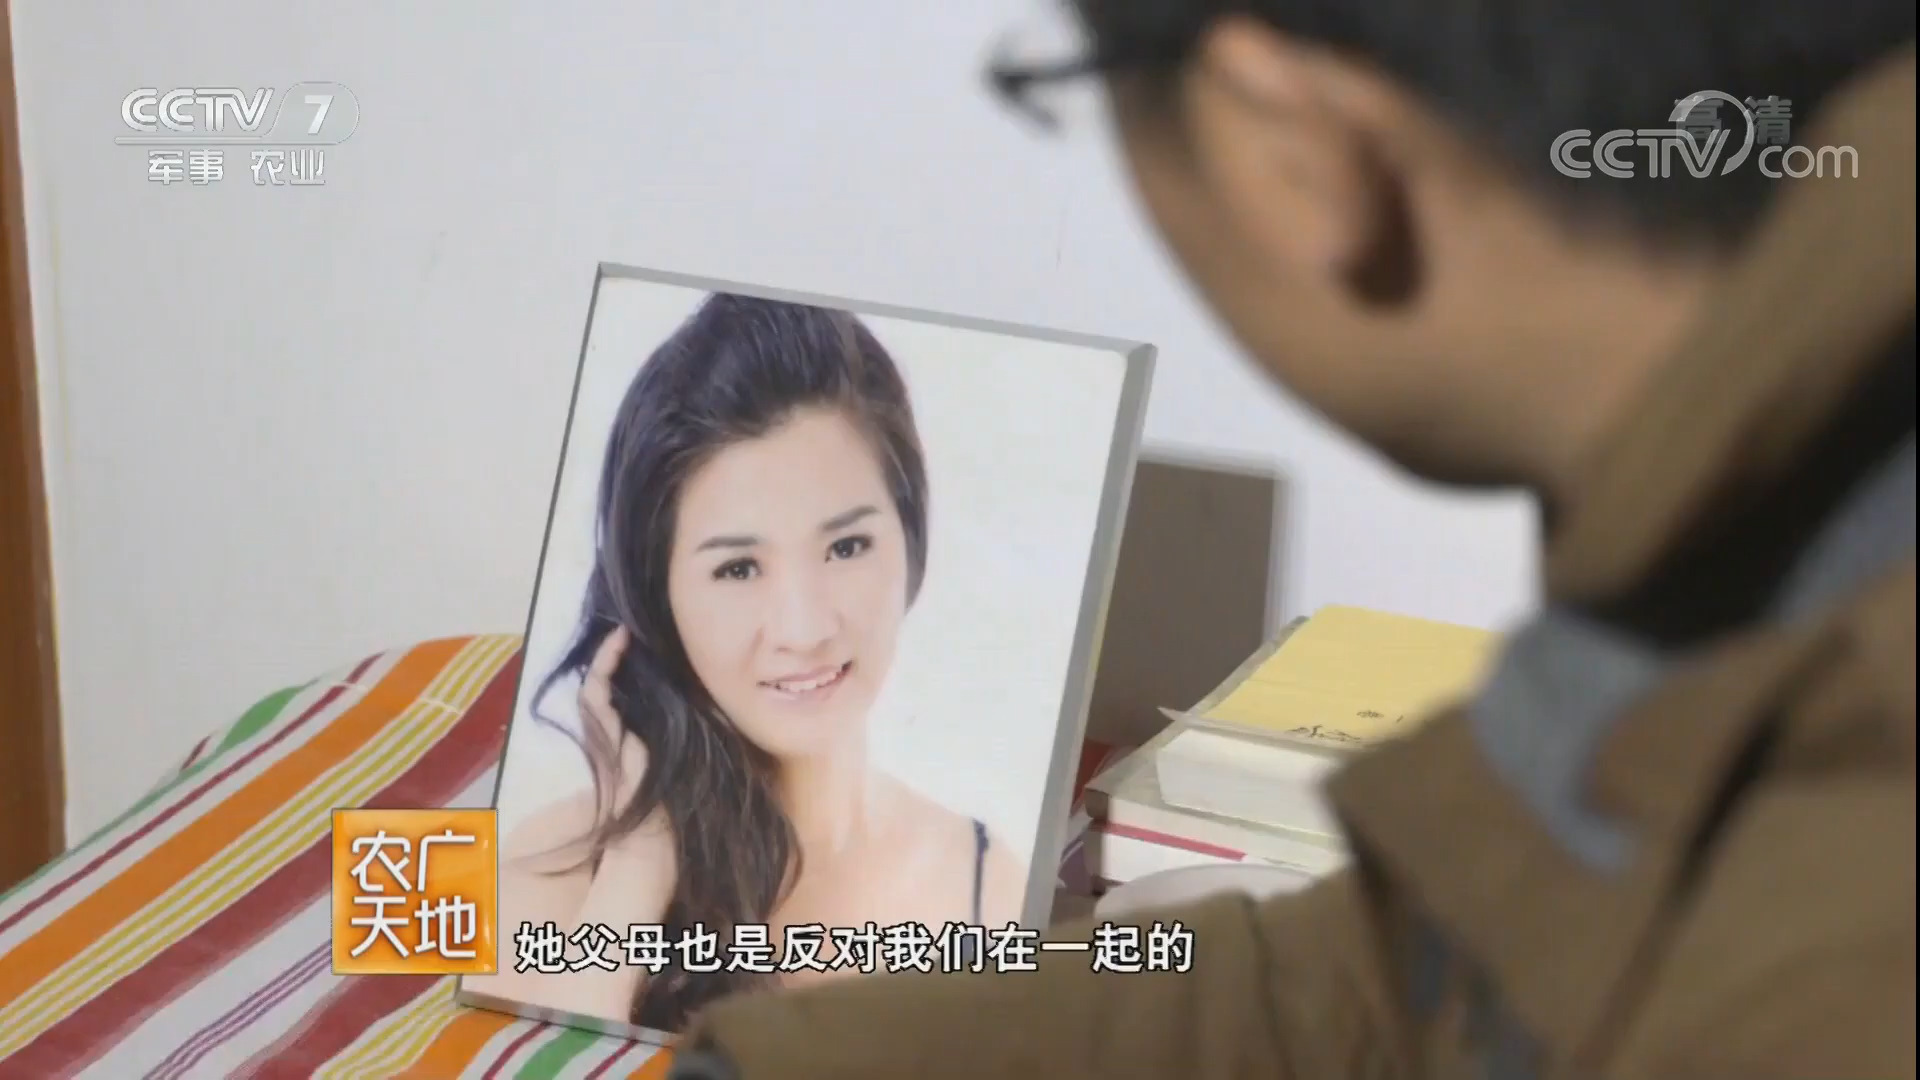 CCTV 7
军事 农业
高清
CCTV.com
农广
天地
她父母也是反对我们在一起的